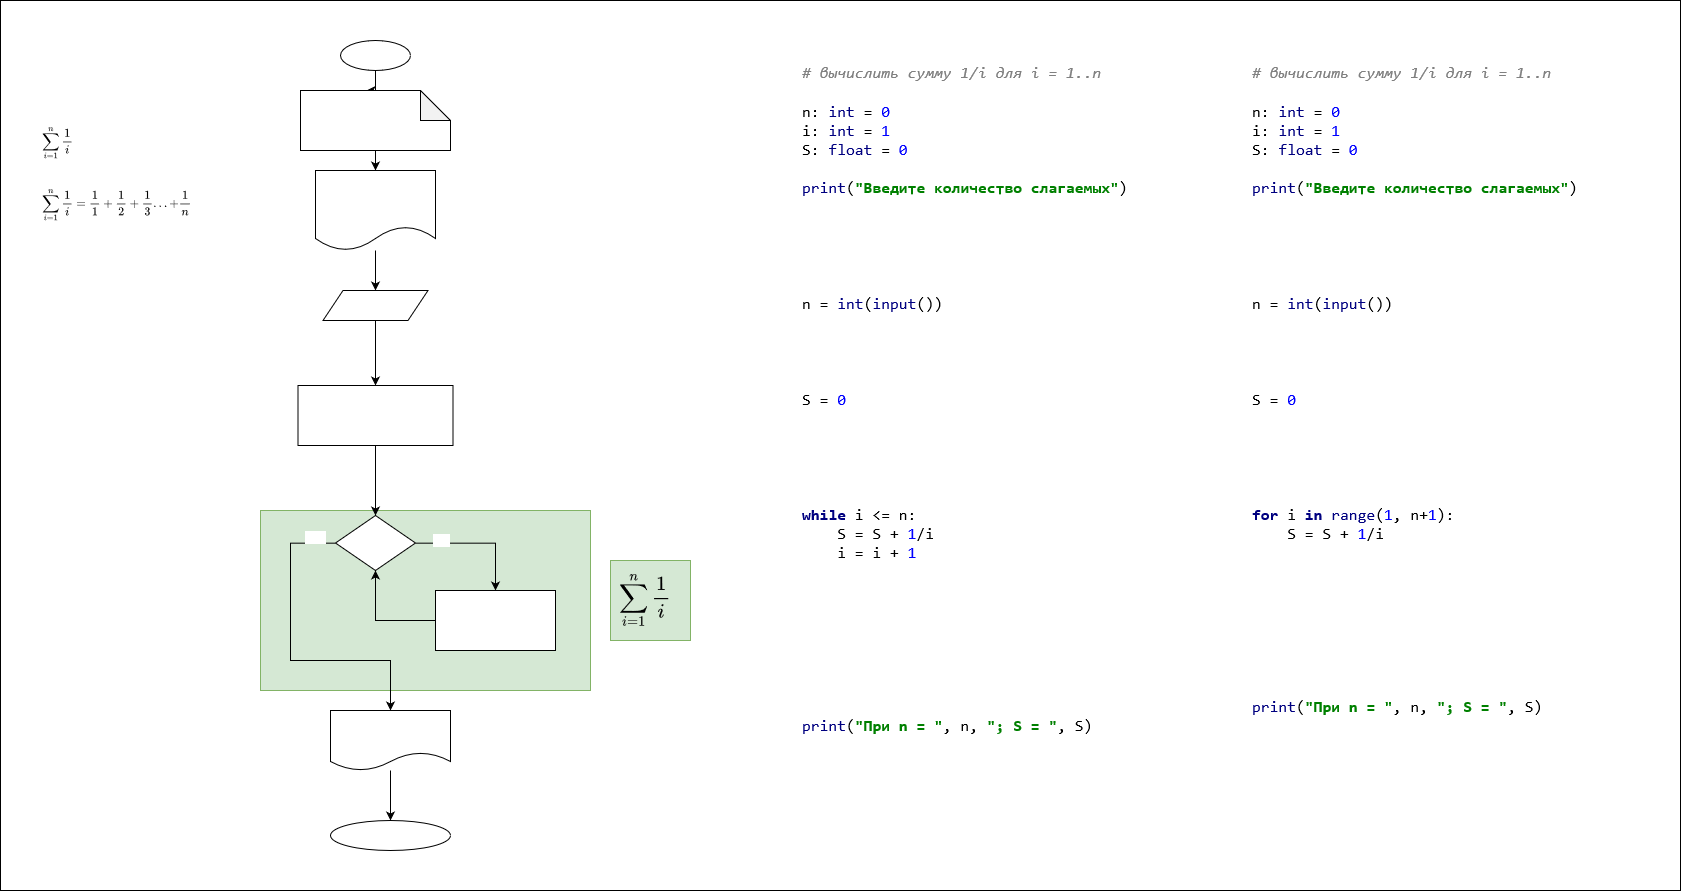 \sum_{i=1}^{n} \frac{1}{i}
\sum_{i=1}^{n} \frac{1}{i} = \frac{1}{1} + \frac{1}{2} + \frac{1}{3} \ldots + \frac{1}{n}
\sum_{i=1}^{n} \frac{1}{i}
# вычислить сумму 1/i для i = 1..n
n: int = 0
i: int = 1
S: float = 0
print("Введите количество слагаемых")
n = int(input())
S = 0
while i <= n:
    S = S + 1/i
    i = i + 1
print("При n = ", n, "; S = ", S)
# вычислить сумму 1/i для i = 1..n
n: int = 0
i: int = 1
S: float = 0
print("Введите количество слагаемых")
n = int(input())
S = 0
for i in range(1, n+1):
    S = S + 1/i
print("При n = ", n, "; S = ", S)